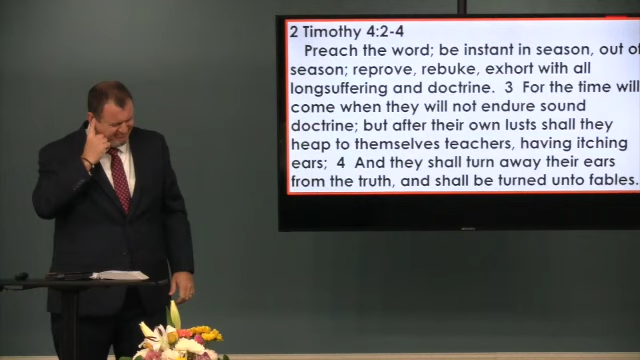 2 Timothy 4:2-4
Preach the word; be instant in season, out of
season; reprove, rebuke, exhort with all
longsuffering and doctrine. 3 For the time will
come when they will not endure sound
doctrine; but after their own lusts shall they
heap to themselves teachers, having itching
ears; 4 And they shall turn away their ears
from the truth, and shall be turned unto fables.